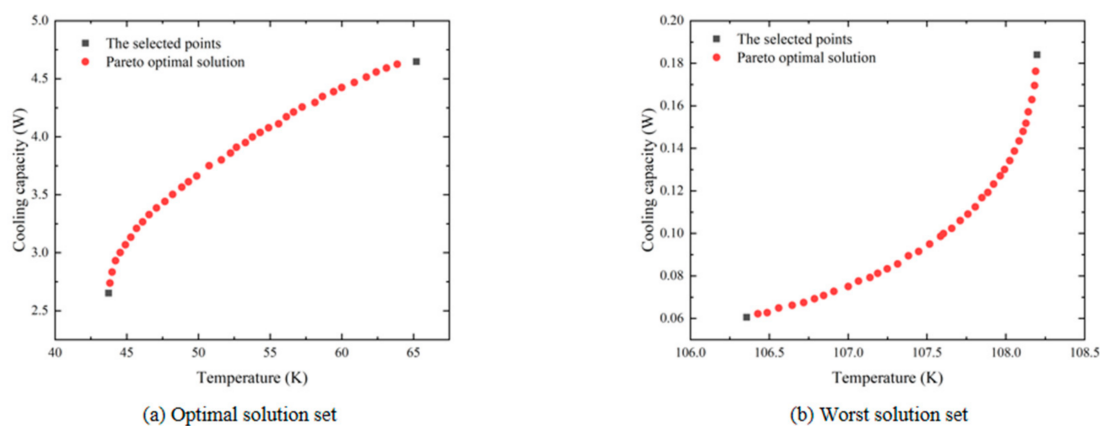 5.0
4.5
4.0
3.5
3.0
2.5
Cooling capacity (W)
The selected points
Pareto optimal solution
40 45 50 55 60 65
Temperature (K)
(a) Optimal solution set
0.20
0.18
0.16
0.14
0.12
0.10
0.08
0.06
Cooling capacity (W)
The selected points
Pareto optimal solution
106.0 106.5 107.0 107.5 108.0 108.5
Temperature (K)
(b) Worst solution set